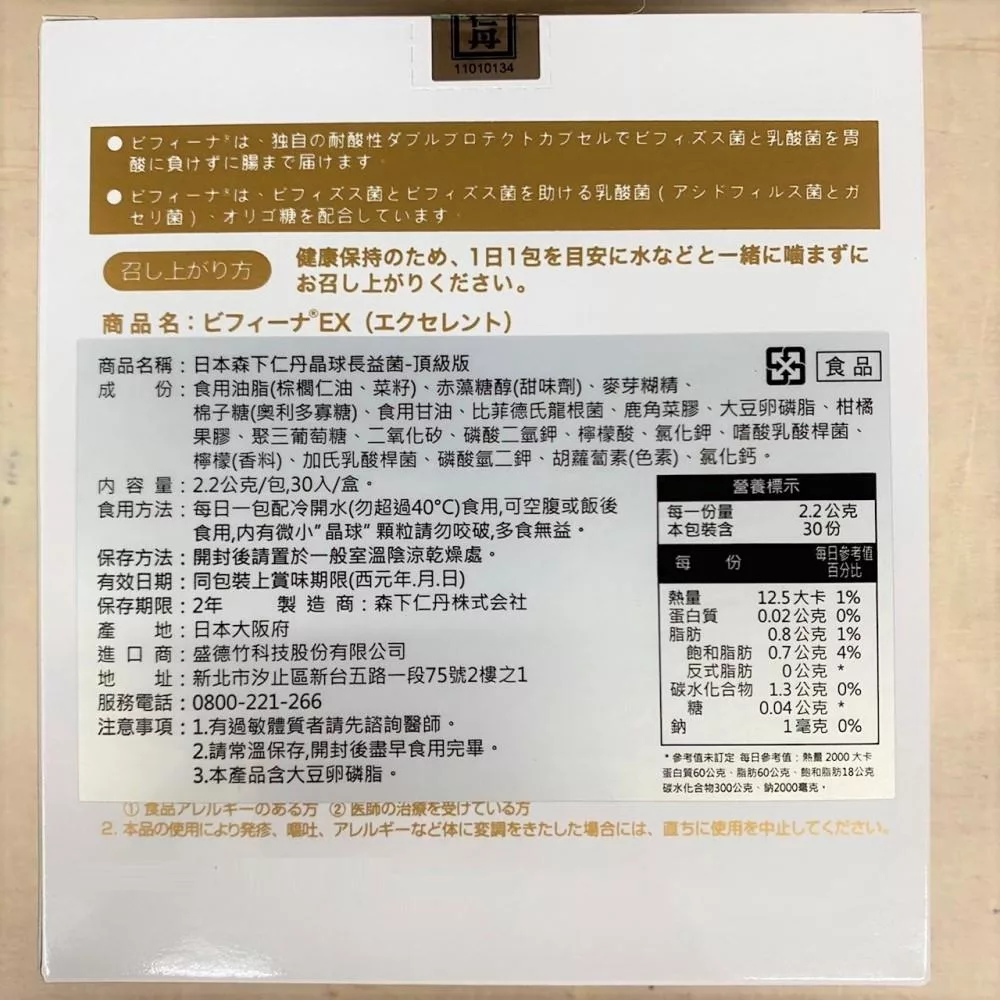 仁丹
11010134
● ビフィーナ®は、独自の耐酸性ダブルプロテクトカプセルでビフィズス菌と乳酸菌を胃
酸に負けずに腸まで届けます。
● ビフィーナ®は、ビフィズス菌とビフィズス菌を助ける乳酸菌(アシドフィルス菌とガ
セリ菌)、オリゴ糖を配合しています。
召し上がり方
健康保持のため、1日1包を目安に水などと一緒に噛まずに
お召し上がりください。
商品名:ビフィーナ®EX(エクセレント)
商品名稱:日本森下仁丹晶球長益菌-頂級版
食品
成 份:食用油脂(棕櫚仁油、菜籽)、赤藻糖醇(甜味劑)、麥芽糊精、
棉子糖(奧利多寡糖)、食用甘油、比菲德氏龍根菌、鹿角菜膠、大豆卵磷脂、柑橘
果膠、聚三葡萄糖、二氧化矽、磷酸二氫鉀、檸檬酸、氯化鉀、嗜酸乳酸桿菌、
檸檬(香料)、加氏乳酸桿菌、磷酸氫二鉀、胡蘿蔔素(色素)、氯化鈣。
內 容 量:2.2公克/包,30入/盒。
食用方法:每日一包配冷開水(勿超過40°C)食用,可空腹或飯後
食用,內有微小"晶球"顆粒請勿咬破,多食無益。
保存方法:開封後請置於一般室溫陰涼乾燥處。
有效日期:同包裝上賞味期限(西元年.月.日)
保存期限:2年 製 造 商:森下仁丹株式会社
產 地:日本大阪府
進 口 商:盛德竹科技股份有限公司
地 址:新北市汐止區新台五路一段75號2樓之1
服務電話:0800-221-266
注意事項:1.有過敏體質者請先諮詢醫師。
2.請常溫保存,開封後盡早食用完畢。
3.本產品含大豆卵磷脂。
營養標示
每一份量 2.2公克
本包裝含 30份
每 份 每日參考值
百分比
熱量 12.5大卡 1%
蛋白質 0.02公克 0%
脂肪 0.8公克 1%
飽和脂肪 0.7公克 4%
反式脂肪 0公克 *
碳水化合物 1.3公克 0%
糖 0.04公克 *
鈉 1毫克 0%
*參考值未訂定 每日參考值:熱量2000大卡
蛋白質60公克、脂肪60公克、飽和脂肪18公克
碳水化合物300公克、鈉2000毫克。
① 食品アレルギーのある方 ② 医師の治療を受けている方
2. 本品の使用により発疹、嘔吐、アレルギーなど体に変調をきたした場合には、直ちに使用を中止してください。